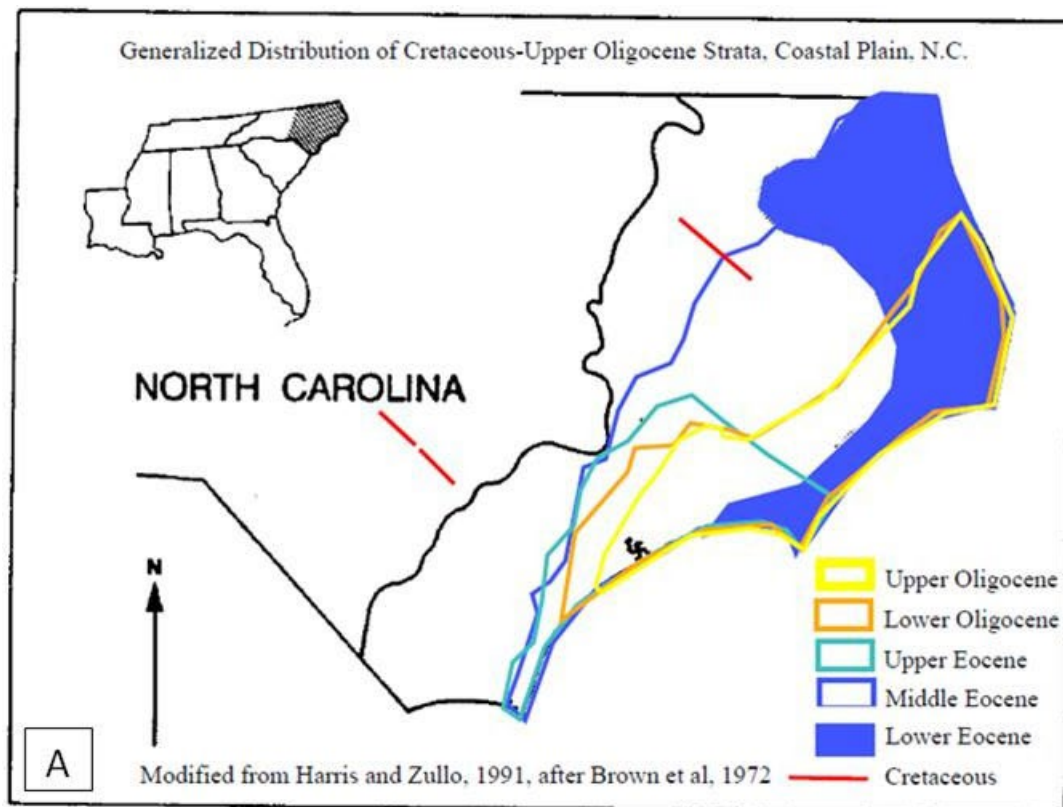 Generalized Distribution of Cretaceous-Upper Oligocene Strata, Coastal Plain, N.C.
NORTH CAROLINA
N
Upper Oligocene
Lower Oligocene
Upper Eocene
Middle Eocene
Lower Eocene
Cretaceous
A
Modified from Harris and Zullo, 1991, after Brown et al, 1972